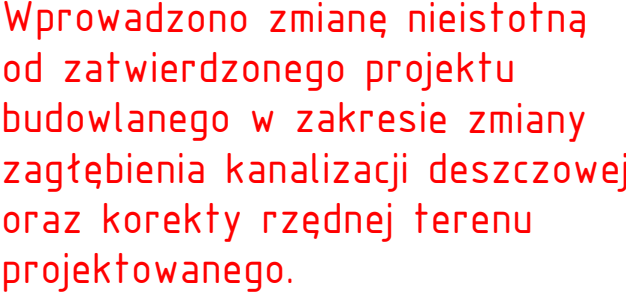 Wprowadzono zmianę nieistotną
od zatwierdzonego projektu
budowlanego w zakresie zmiany
zagłębienia kanalizacji deszczowej
oraz korekty rzędnej terenu
projektowanego.